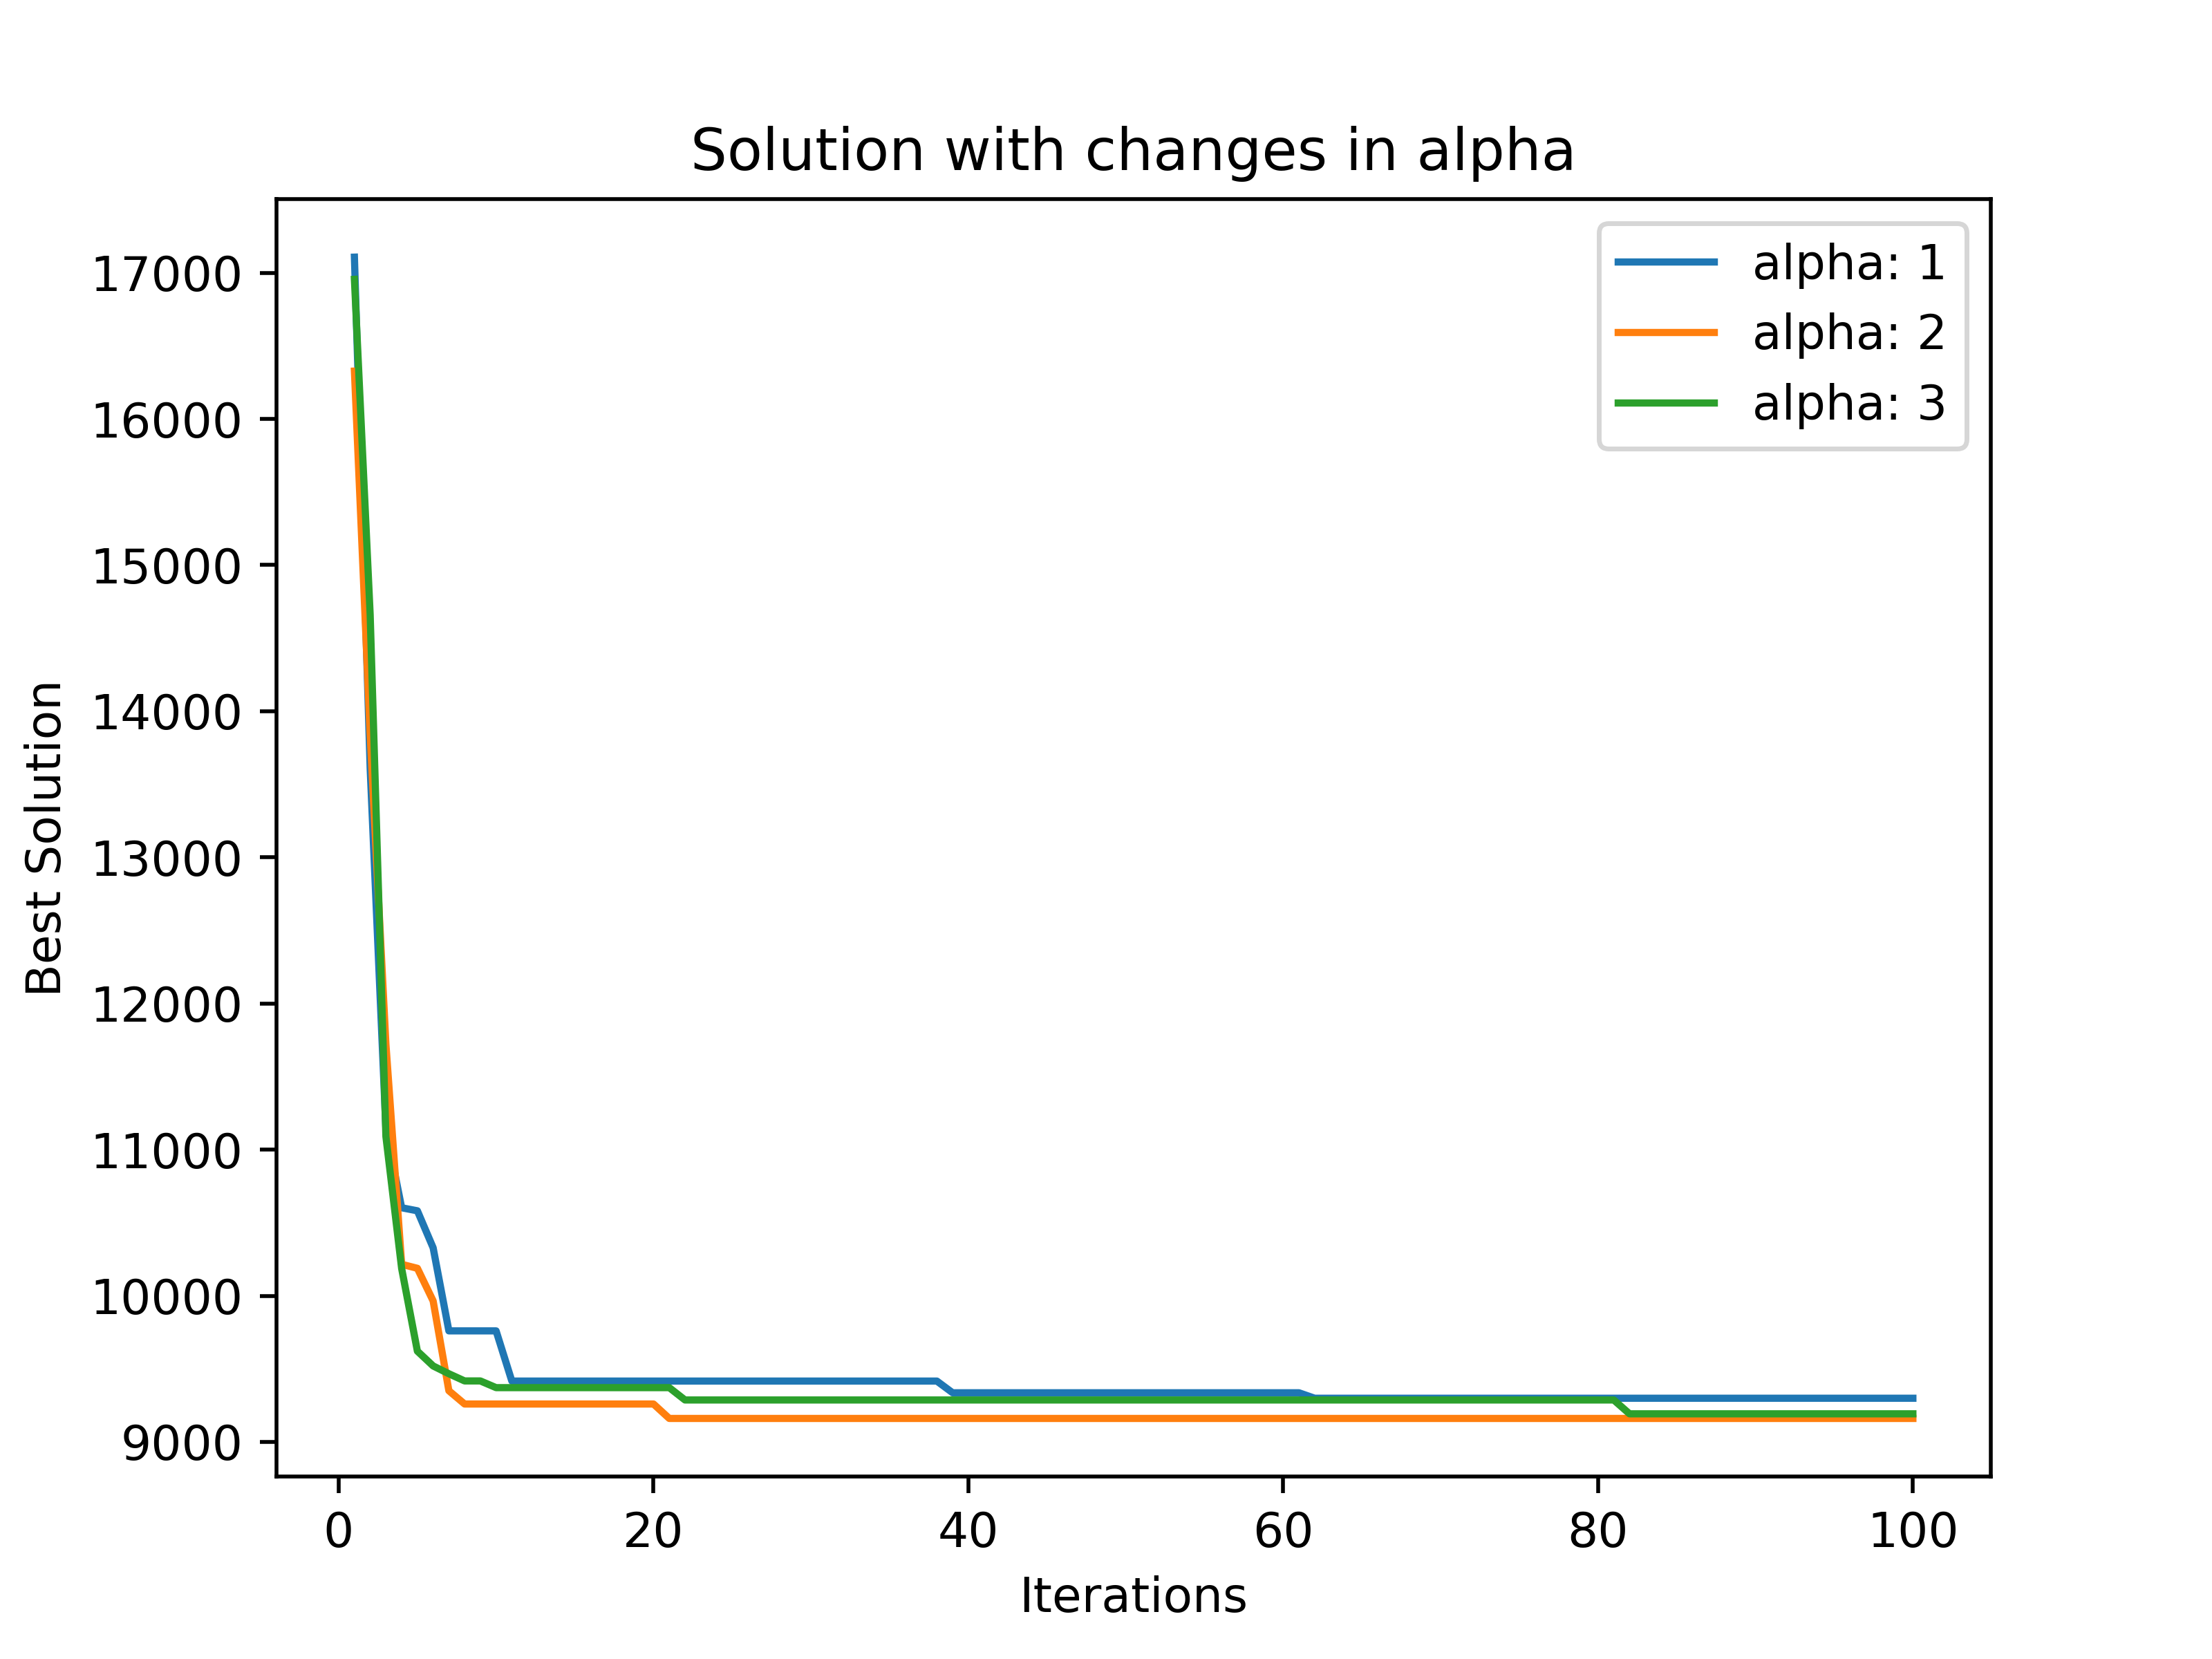 Solution with changes in alpha
alpha: 1
alpha: 2
alpha: 3
Best Solution
17000
16000
15000
14000
13000
12000
11000
10000
9000
0 20 40 60 80 100
Iterations